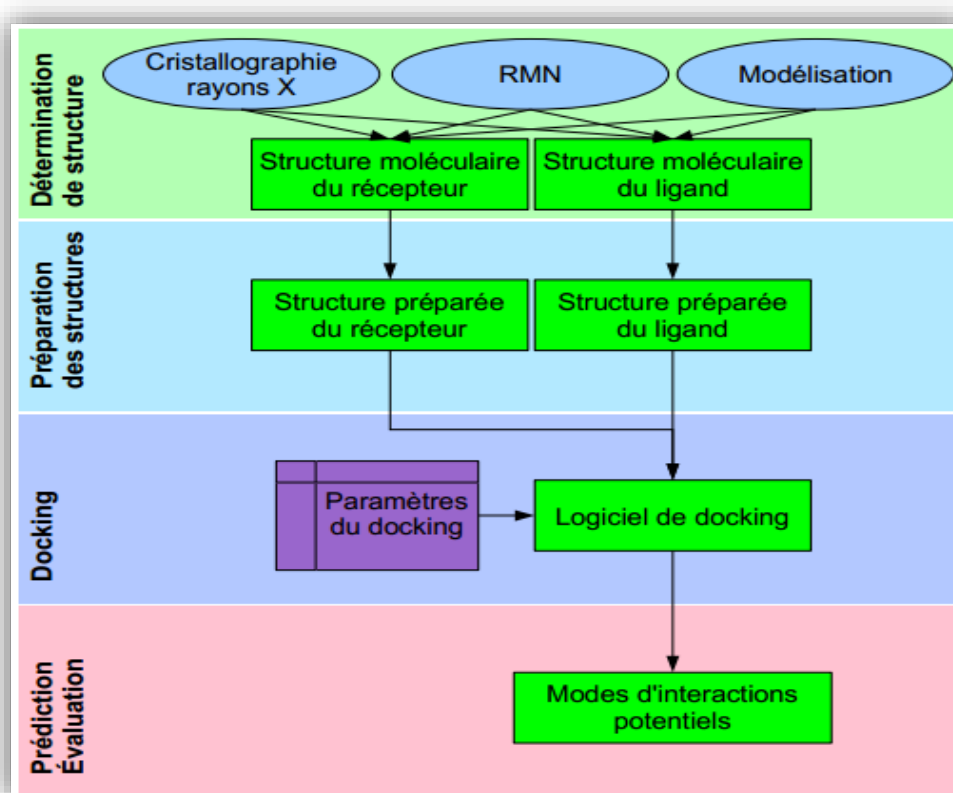 Détermination
de structure
Cristallographie
rayons X
RMN
Modélisation
Structure moléculaire
du récepteur
Structure moléculaire
du ligand
Préparation
des structures
Structure préparée
du récepteur
Structure préparée
du ligand
Docking
Paramètres
du docking
Logiciel de docking
Prédiction
Évaluation
Modes d'interactions
potentiels